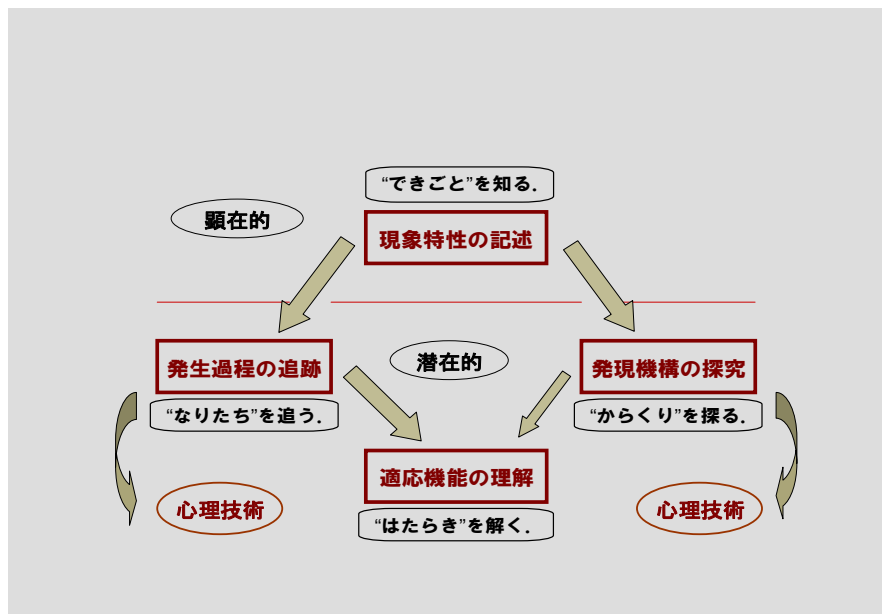 “できごと”を知る.
顕在的
現象特性の記述
潜在的
発生過程の追跡
発現機構の探究
“なりたち”を追う.
“からくり”を探る.
適応機能の理解
心理技術
心理技術
“はたらき”を解く.